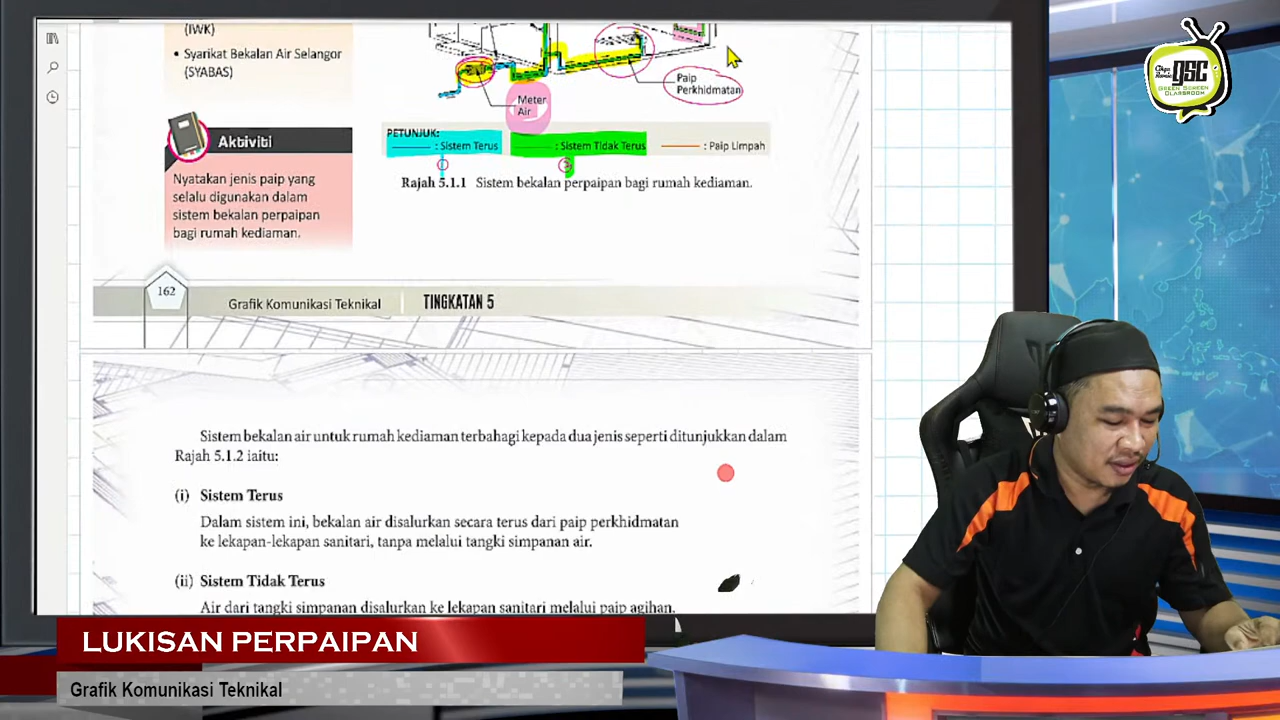 (IWK)
• Syarikat Bekalan Air Selangor
(SYABAS)
Paip
Perkhidmatan
Meter
Air
PETUNJUK:
: Sistem Terus
: Sistem Tidak Terus
: Paip Limpah
Rajah 5.1.1 Sistem bekalan perpaipan bagi rumah kediaman.
Aktiviti
Nyatakan jenis paip yang
selalu digunakan dalam
sistem bekalan perpaipan
bagi rumah kediaman.
162
Grafik Komunikasi Teknikal
TINGKATAN 5
Sistem bekalan air untuk rumah kediaman terbahagi kepada dua jenis seperti ditunjukkan dalam
Rajah 5.1.2 iaitu:
(i) Sistem Terus
Dalam sistem ini, bekalan air disalurkan secara terus dari paip perkhidmatan
ke lekapan-lekapan sanitari, tanpa melalui tangki simpanan air.
(ii) Sistem Tidak Terus
Air dari tangki simpanan disalurkan ke lekapan sanitari melalui paip agihan.
LUKISAN PERPAIPAN
Grafik Komunikasi Teknikal
gsc
GREEN SCREEN
CLASSROOM